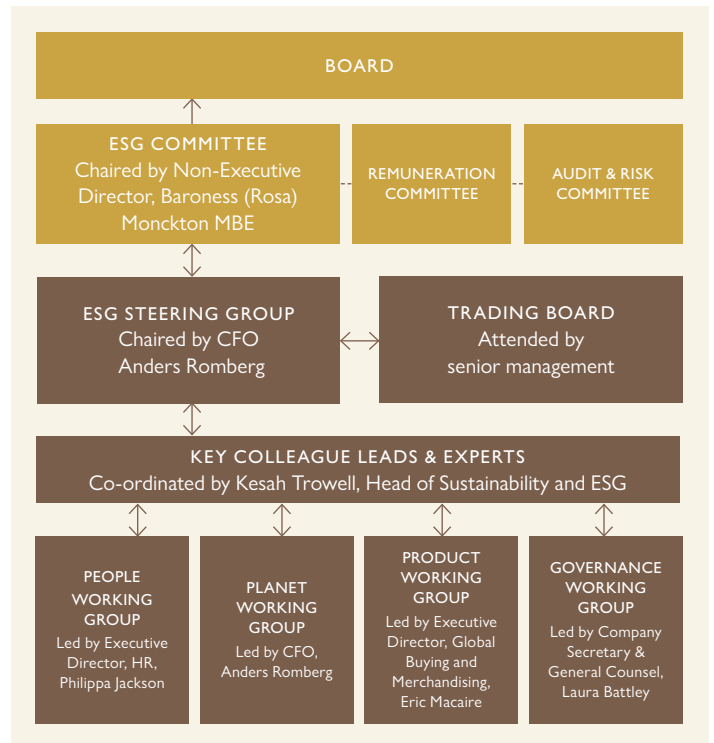 BOARD
ESG COMMITTEE
Chaired by Non-Executive
Director, Baroness (Rosa)
Monckton MBE
REMUNERATION
COMMITTEE
AUDIT & RISK
COMMITTEE
ESG STEERING GROUP
Chaired by CFO
Anders Romberg
TRADING BOARD
Attended by
senior management
KEY COLLEAGUE LEADS & EXPERTS
Co-ordinated by Kesah Trowell, Head of Sustainability and ESG
PEOPLE
WORKING
GROUP
Led by Executive
Director, HR,
Philippa Jackson
PLANET
WORKING
GROUP
Led by CFO,
Anders Romberg
PRODUCT
WORKING
GROUP
Led by Executive
Director, Global
Buying and
Merchandising,
Eric Macaire
GOVERNANCE
WORKING
GROUP
Led by Company
Secretary &
General Counsel,
Laura Battley